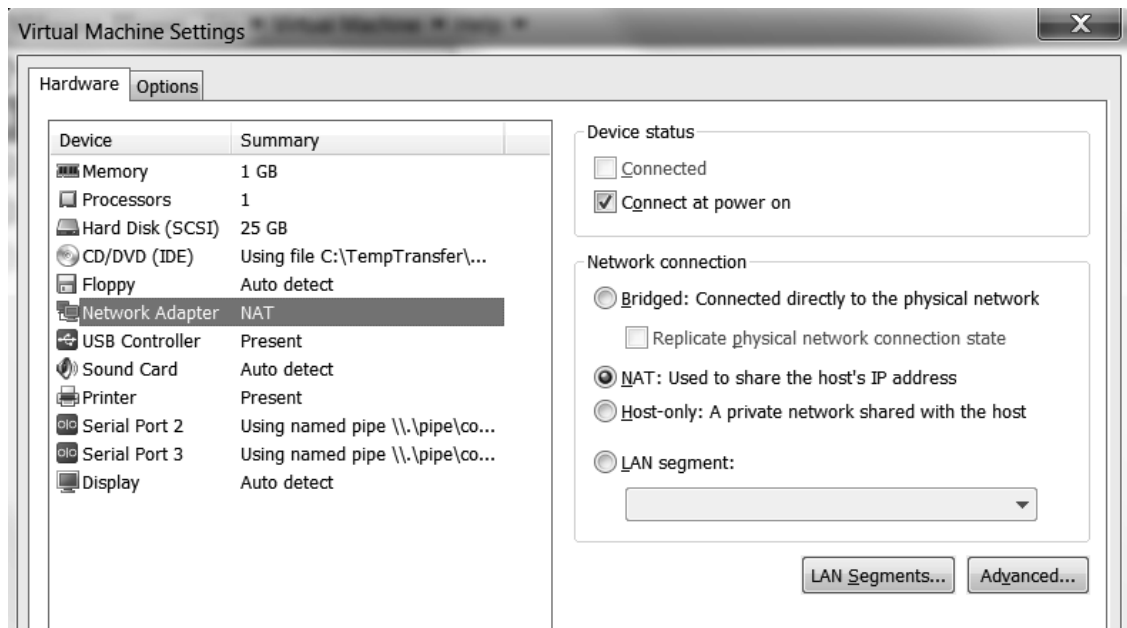 Virtual Machine Settings
X
Hardware Options
Device Summary
Memory 1 GB
Processors 1
Hard Disk (SCSI) 25 GB
CD/DVD (IDE) Using file C:\TempTransfer\...
Floppy Auto detect
Network Adapter NAT
USB Controller Present
Sound Card Auto detect
Printer Present
Serial Port 2 Using named pipe \\.\pipe\co...
Serial Port 3 Using named pipe \\.\pipe\co...
Display Auto detect
Device status
Connected
Connect at power on
Network connection
Bridged: Connected directly to the physical network
Replicate physical network connection state
NAT: Used to share the host's IP address
Host-only: A private network shared with the host
LAN segment:
LAN Segments... Advanced...